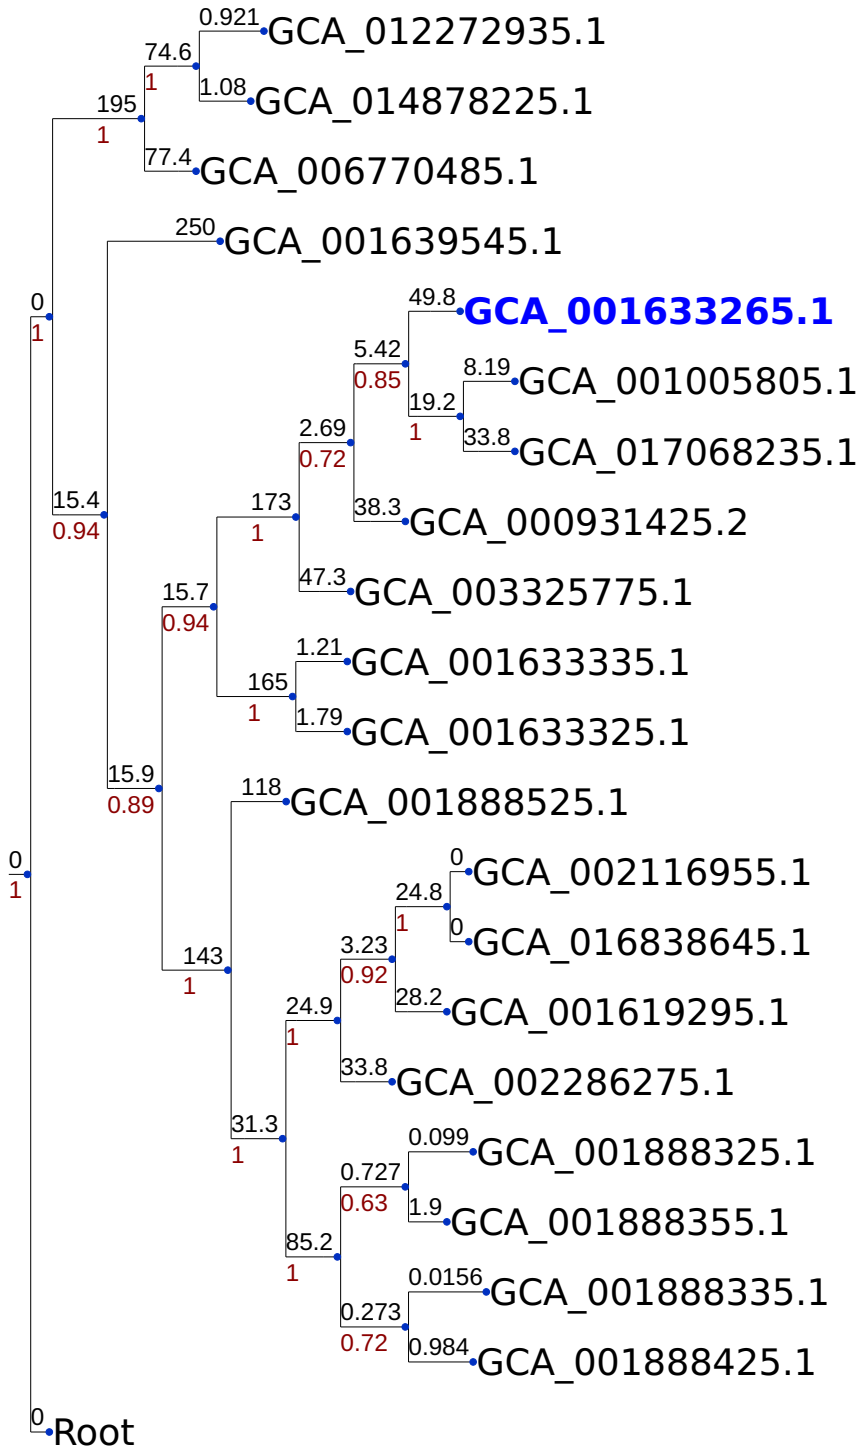 0.921
GCA_012272935.1
74.6
1
1.08
GCA_014878225.1
195
1
77.4
GCA_006770485.1
250
GCA_001639545.1
0
1
49.8
GCA_001633265.1
5.42
0.85
8.19
GCA_001005805.1
19.2
1
33.8
GCA_017068235.1
2.69
0.72
38.3
GCA_000931425.2
15.4
0.94
173
1
47.3
GCA_003325775.1
15.7
0.94
1.21
GCA_001633335.1
165
1
1.79
GCA_001633325.1
15.9
0.89
118
GCA_001888525.1
0
1
0
GCA_002116955.1
24.8
1
0
GCA_016838645.1
3.23
0.92
143
1
28.2
GCA_001619295.1
24.9
1
33.8
GCA_002286275.1
31.3
1
0.099
GCA_001888325.1
0.727
0.63
1.9
GCA_001888355.1
85.2
1
0.0156
GCA_001888335.1
0.273
0.72
0.984
GCA_001888425.1
0
Root